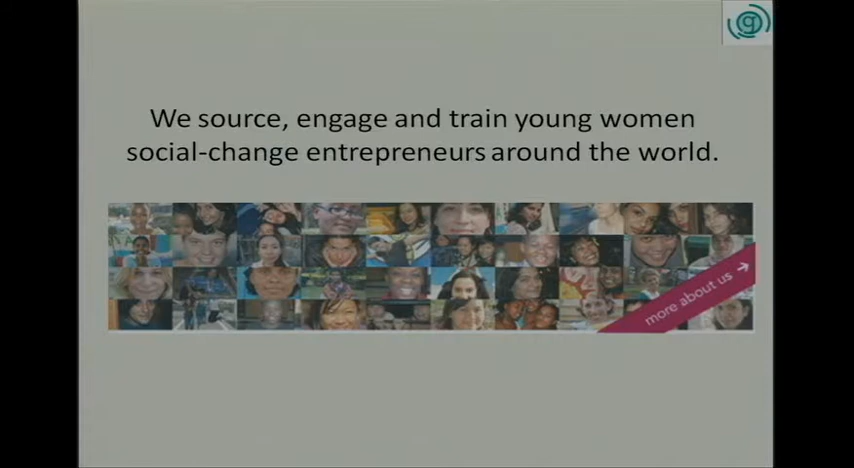 g
We source, engage and train young women
social-change entrepreneurs around the world.
more about us